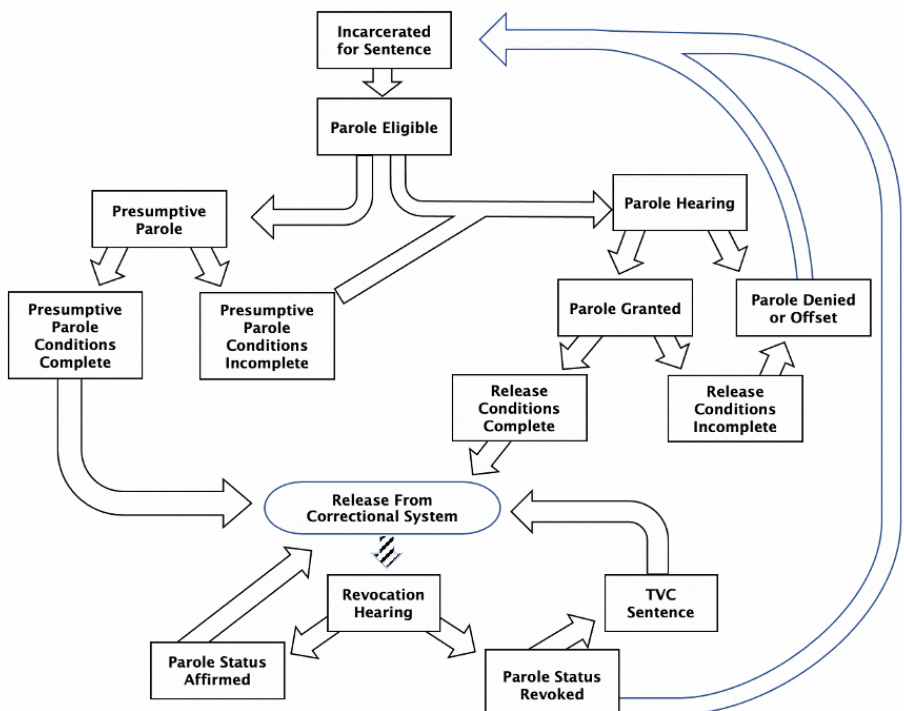 Incarcerated
for Sentence
Parole Eligible
Presumptive
Parole
Parole Hearing
Presumptive
Parole
Conditions
Complete
Presumptive
Parole
Conditions
Incomplete
Parole Granted
Parole Denied
or Offset
Release
Conditions
Complete
Release
Conditions
Incomplete
Release From
Correctional System
Revocation
Hearing
TVC
Sentence
Parole Status
Affirmed
Parole Status
Revoked